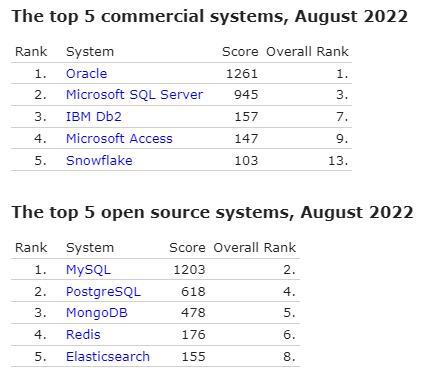 The top 5 commercial systems, August 2022
Rank System Score Overall Rank
1. Oracle 1261 1.
2. Microsoft SQL Server 945 3.
3. IBM Db2 157 7.
4. Microsoft Access 147 9.
5. Snowflake 103 13.
The top 5 open source systems, August 2022
Rank System Score Overall Rank
1. MySQL 1203 2.
2. PostgreSQL 618 4.
3. MongoDB 478 5.
4. Redis 176 6.
5. Elasticsearch 155 8.